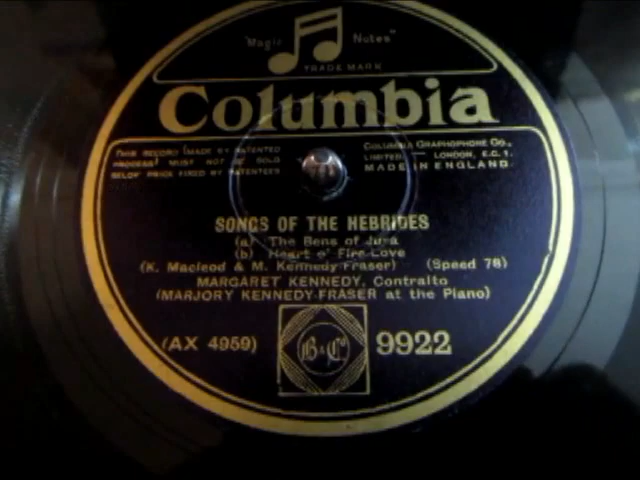 "Magic Notes"
TRADE MARK
Columbia
THIS RECORD (MADE BY PATENTED
PROCESS) MUST NOT BE SOLD
BELOW PRICE FIXED BY PATENTEES
COLUMBIA GRAPHOPHONE CO.,
LIMITED — LONDON, E.C.1.
MADE IN ENGLAND.
SONGS OF THE HEBRIDES
(a) The Bens of Jura
(b) Heart o' Fire-Love
(K. Macleod & M. Kennedy-Fraser) (Speed 78)
MARGARET KENNEDY, Contralto
(MARJORY KENNEDY-FRASER at the Piano)
(AX 4959)
B & Co
9922